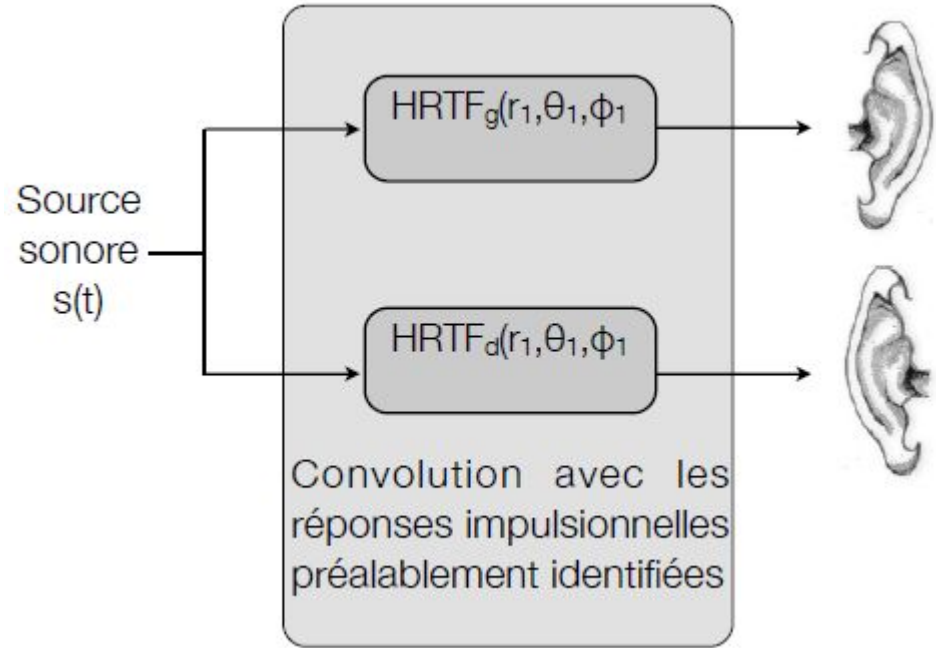 HRTFg(r1,θ1,ϕ1
Source
sonore
s(t)
HRTFd(r1,θ1,ϕ1
Convolution avec les
réponses impulsionnelles
préalablement identifiées